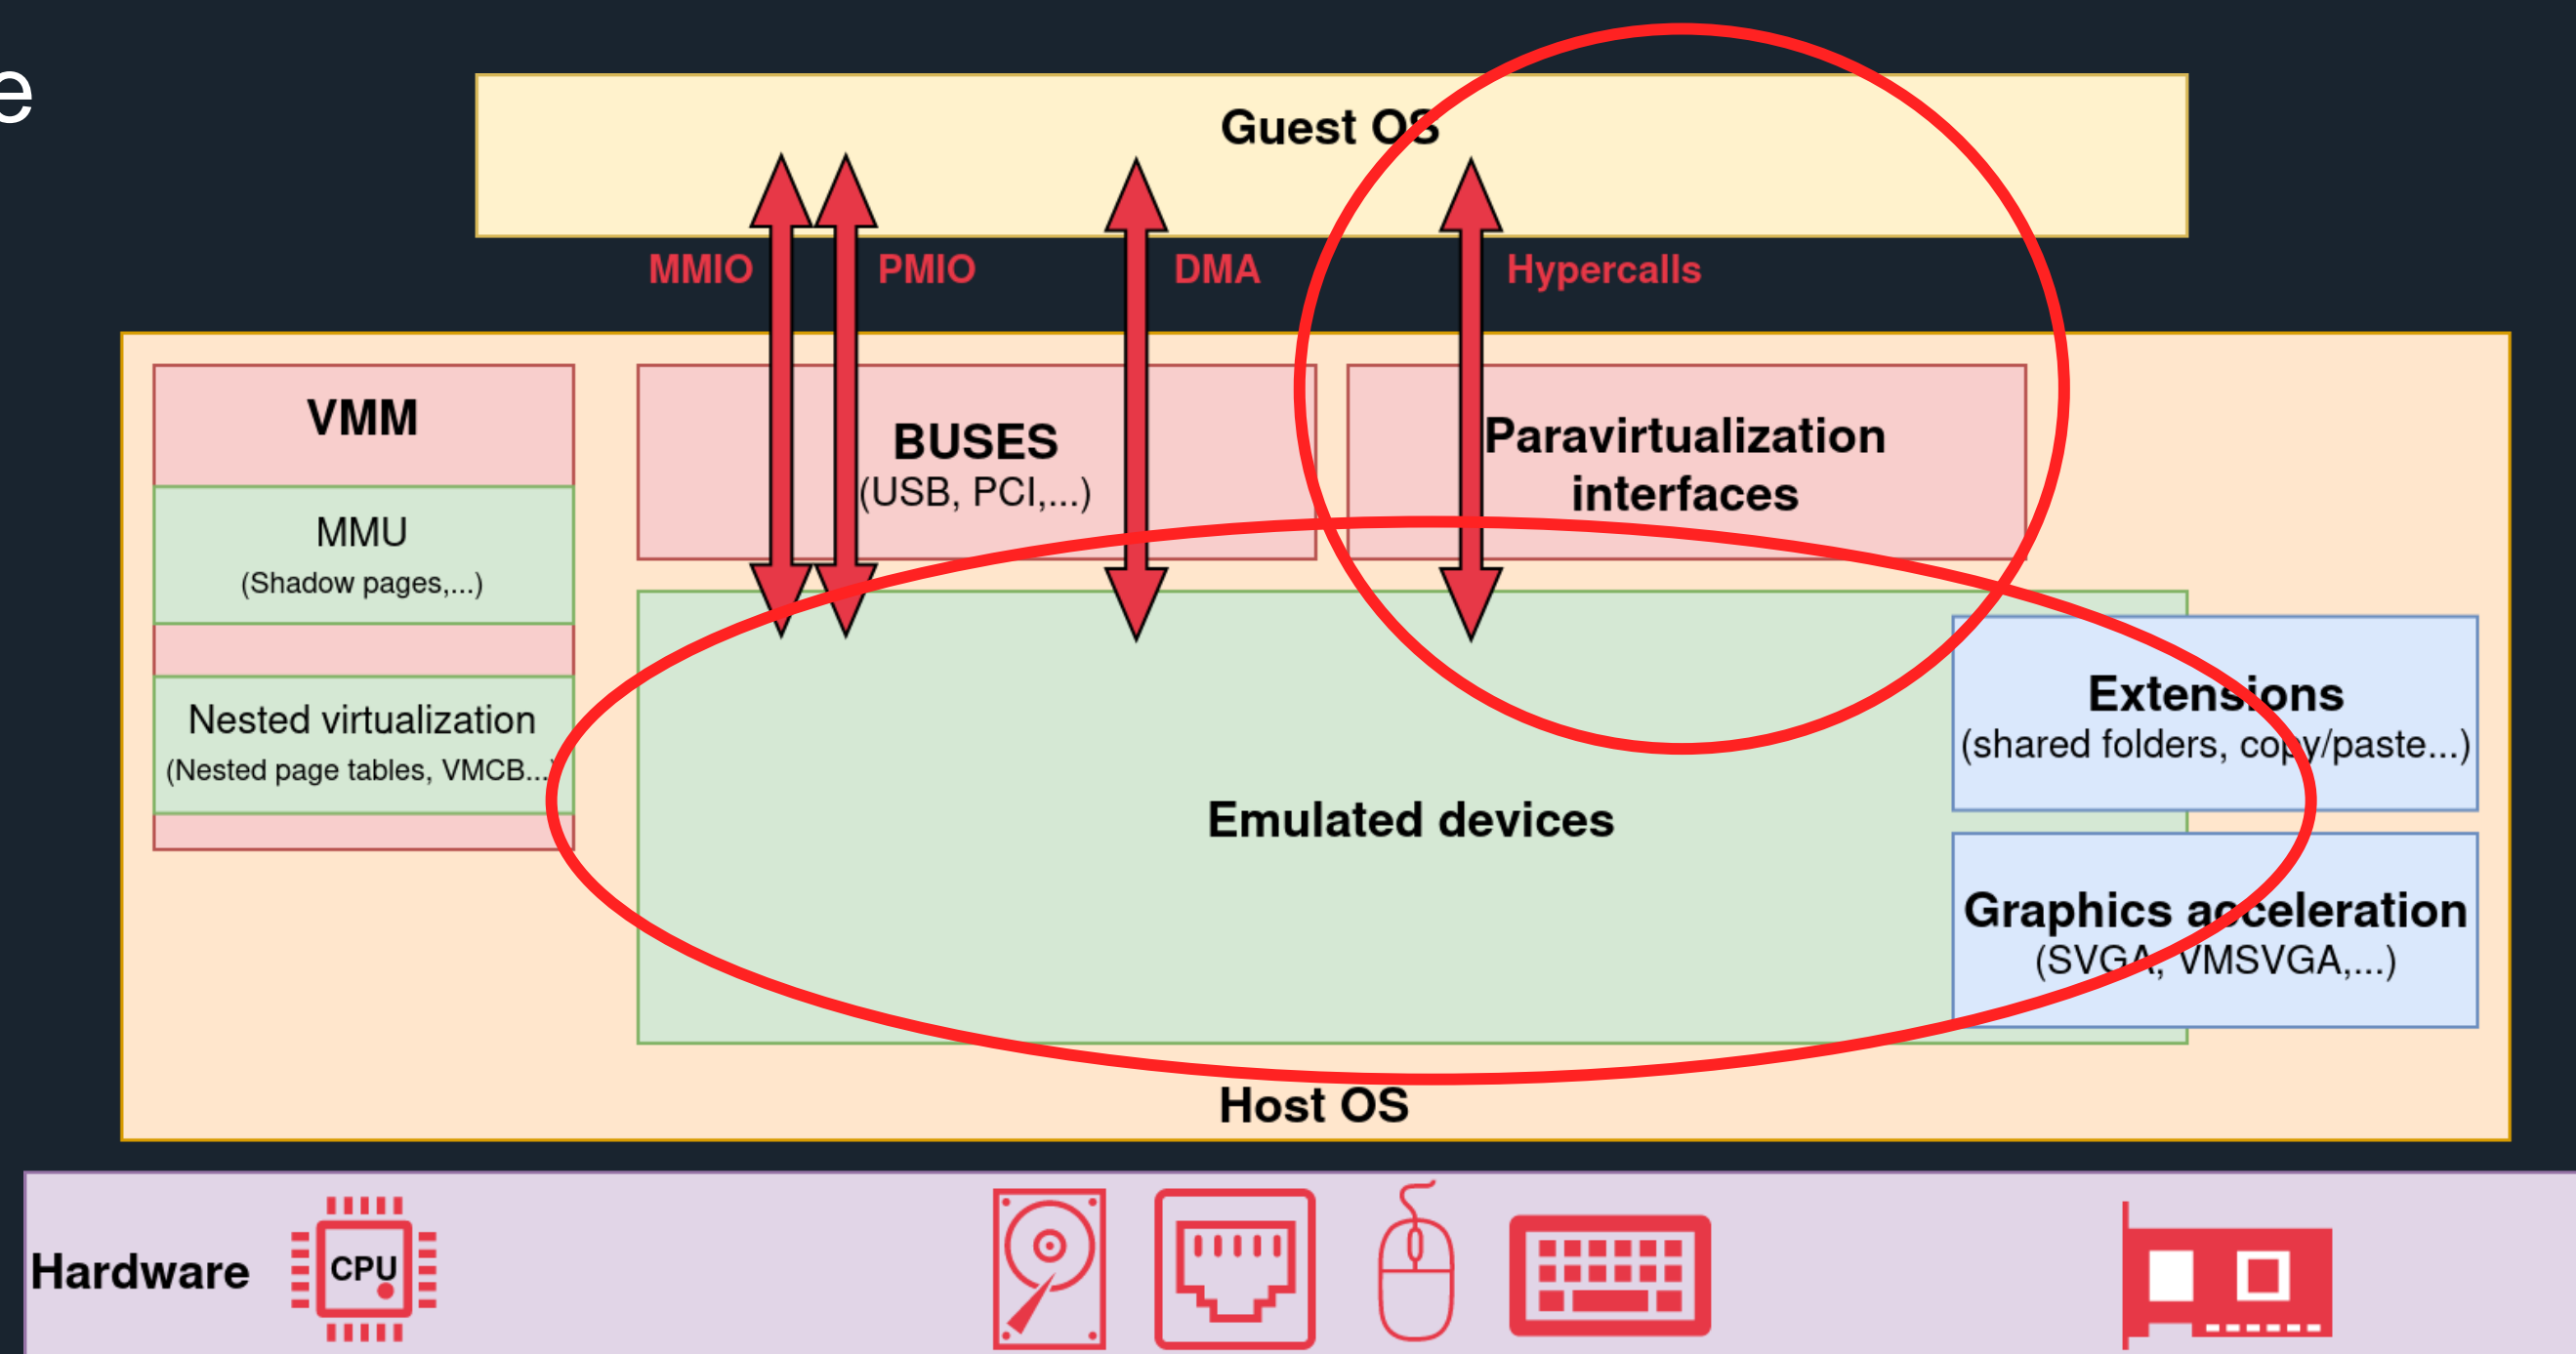 e
Guest OS
MMIO
PMIO
DMA
Hypercalls
VMM
MMU
(Shadow pages,...)
Nested virtualization
(Nested page tables, VMCB...)
BUSES
(USB, PCI,...)
Paravirtualization
interfaces
Emulated devices
Extensions
(shared folders, copy/paste...)
Graphics acceleration
(SVGA, VMSVGA,...)
Host OS
Hardware
CPU